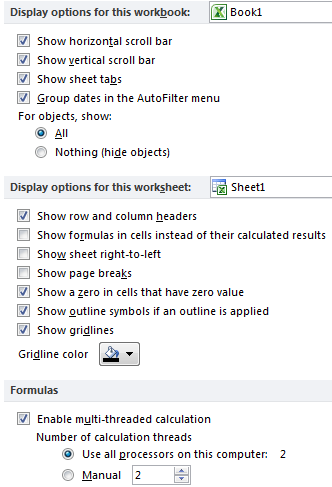 Display options for this workbook: Book1
Show horizontal scroll bar
Show vertical scroll bar
Show sheet tabs
Group dates in the AutoFilter menu
For objects, show:
All
Nothing (hide objects)
Display options for this worksheet: Sheet1
Show row and column headers
Show formulas in cells instead of their calculated results
Show sheet right-to-left
Show page breaks
Show a zero in cells that have zero value
Show outline symbols if an outline is applied
Show gridlines
Gridline color
Formulas
Enable multi-threaded calculation
Number of calculation threads
Use all processors on this computer: 2
Manual 2